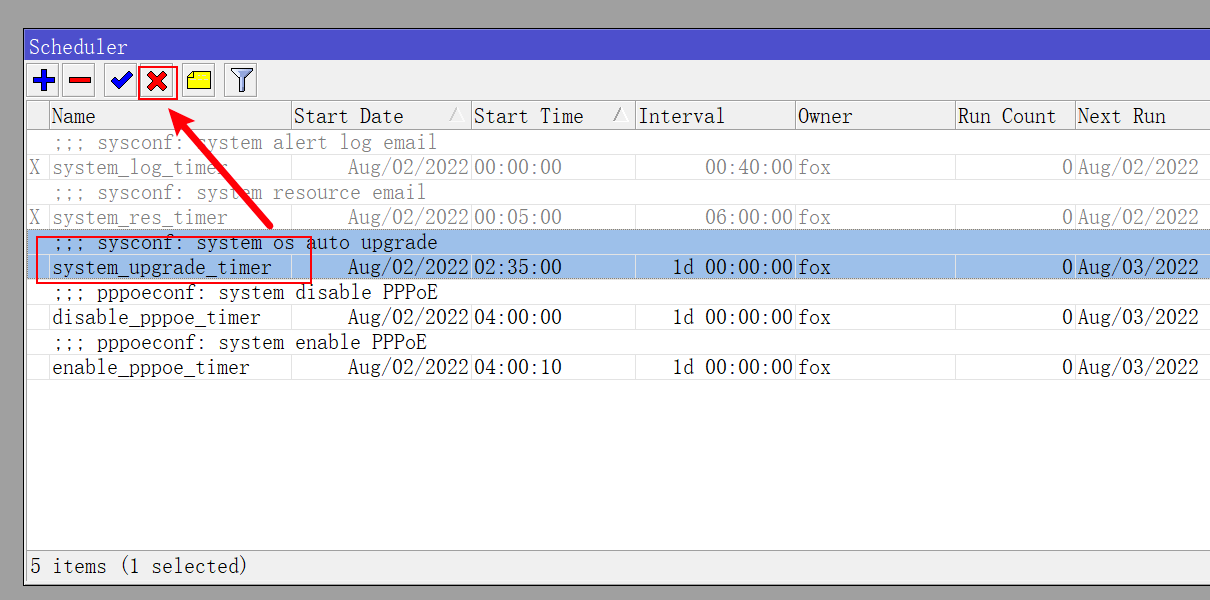 Scheduler
Name Start Date Start Time Interval Owner Run Count Next Run
;;; sysconf: system alert log email
X system_log_timer Aug/02/2022 00:00:00 00:40:00 fox 0 Aug/02/2022
;;; sysconf: system resource email
X system_res_timer Aug/02/2022 00:05:00 06:00:00 fox 0 Aug/02/2022
;;; sysconf: system os auto upgrade
system_upgrade_timer Aug/02/2022 02:35:00 1d 00:00:00 fox 0 Aug/03/2022
;;; pppoeconf: system disable PPPoE
disable_pppoe_timer Aug/02/2022 04:00:00 1d 00:00:00 fox 0 Aug/03/2022
;;; pppoeconf: system enable PPPoE
enable_pppoe_timer Aug/02/2022 04:00:10 1d 00:00:00 fox 0 Aug/03/2022
5 items (1 selected)